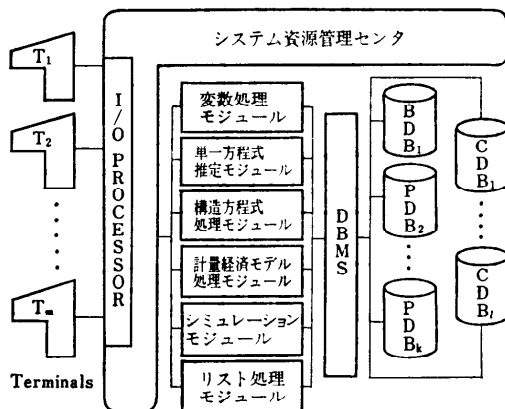 システム資源管理センタ
T1
T2
Tm
Terminals
I/O PROCESSOR
変数処理
モジュール
単一方程式
推定モジュール
構造方程式
処理モジュール
計量経済モデル
処理モジュール
シミュレーション
モジュール
リスト処理
モジュール
DBMS
BDB1
PDB2
PDBk
CDB1
CDBl